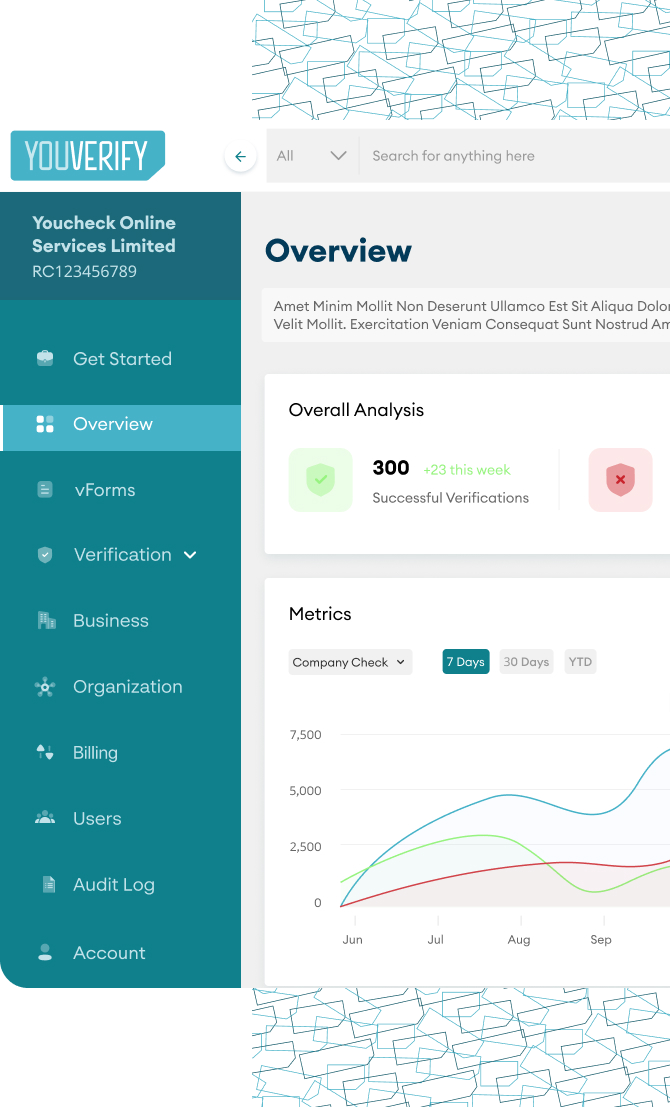 YOUVERIFY
All
Search for anything here
Youcheck Online
Services Limited
RC123456789
Get Started
Overview
vForms
Verification
Business
Organization
Billing
Users
Audit Log
Account
Overview
Amet Minim Mollit Non Deserunt Ullamco Est Sit Aliqua Dolor
Velit Mollit. Exercitation Veniam Consequat Sunt Nostrud Am
Overall Analysis
300 +23 this week
Successful Verifications
Metrics
Company Check
7 Days 30 Days YTD
7,500
5,000
2,500
0
Jun Jul Aug Sep